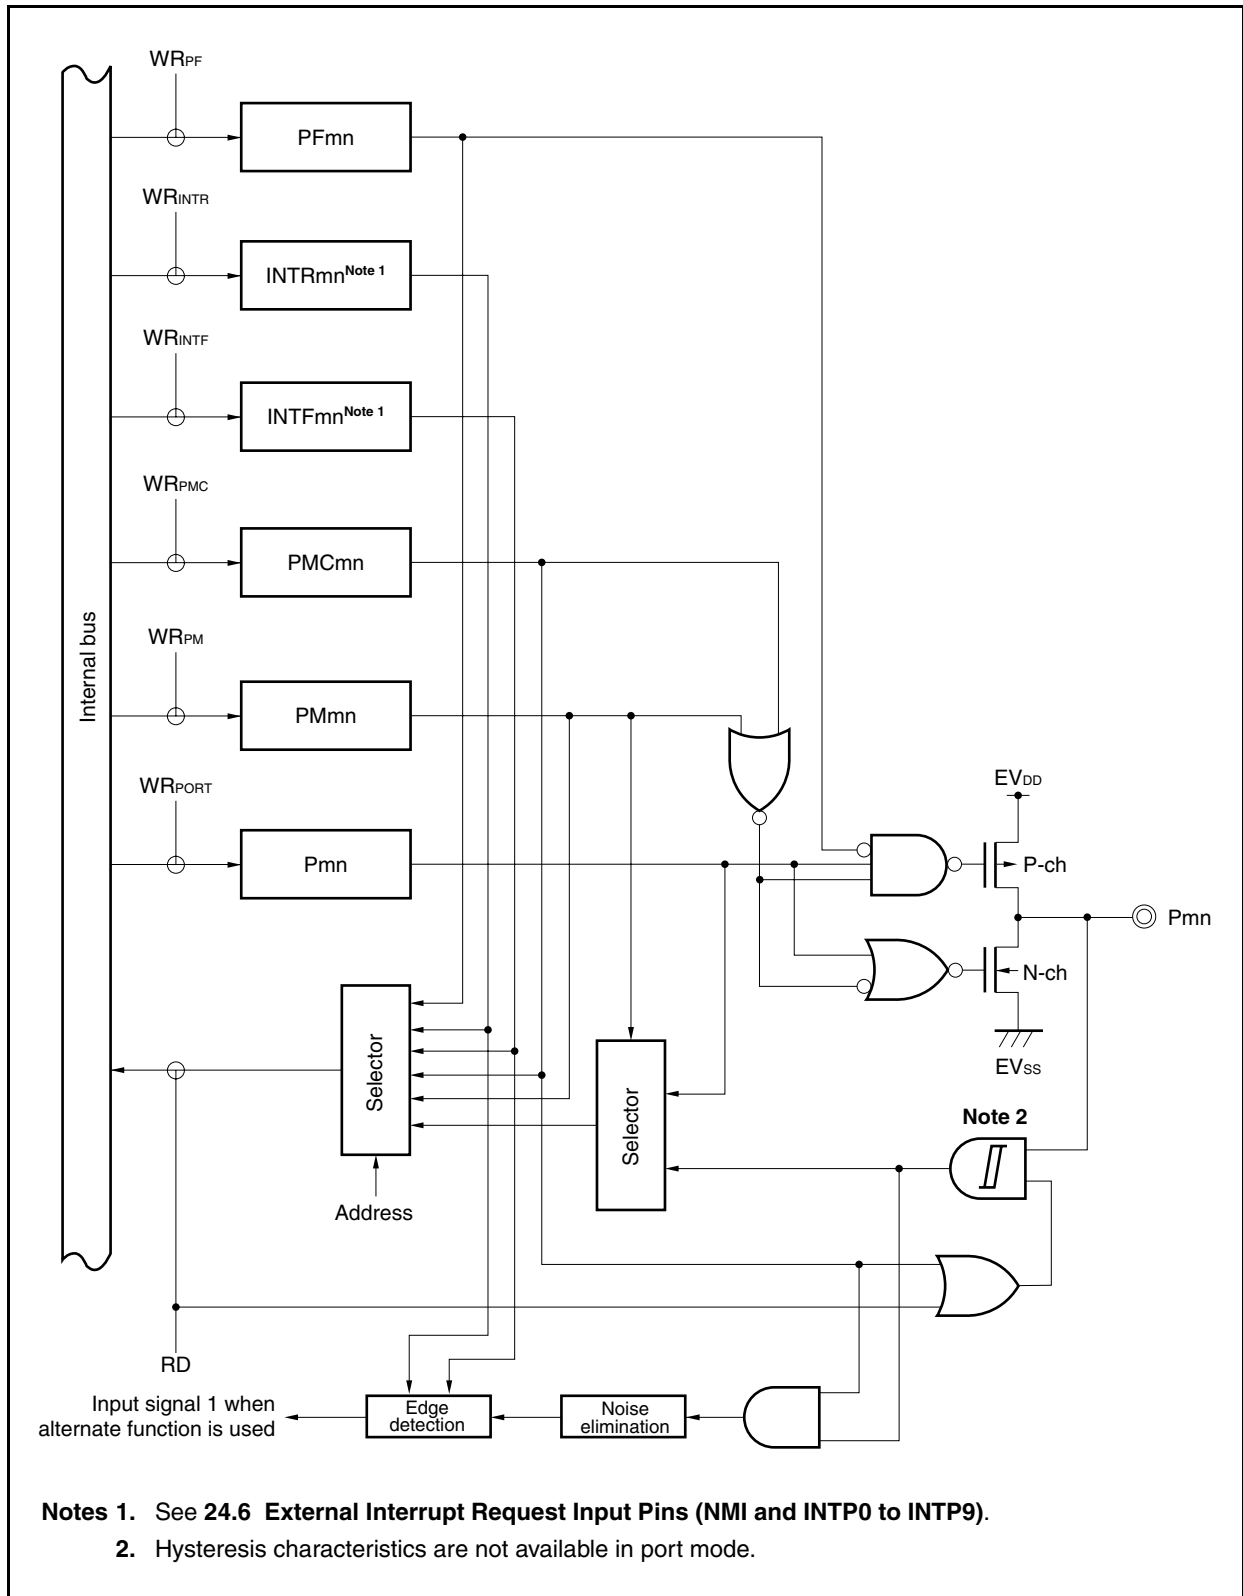 WRPF
PFmn
WRINTR
INTRmnNote 1
WRINTF
INTFmnNote 1
WRPMC
PMCmn
Internal bus
WRPM
PMmn
WRPORT
Pmn
EVDD
P-ch
Pmn
N-ch
EVSS
Selector
Selector
Note 2
Address
RD
Input signal 1 when
alternate function is used
Edge
detection
Noise
elimination
Notes 1. See 24.6 External Interrupt Request Input Pins (NMI and INTP0 to INTP9).
2. Hysteresis characteristics are not available in port mode.